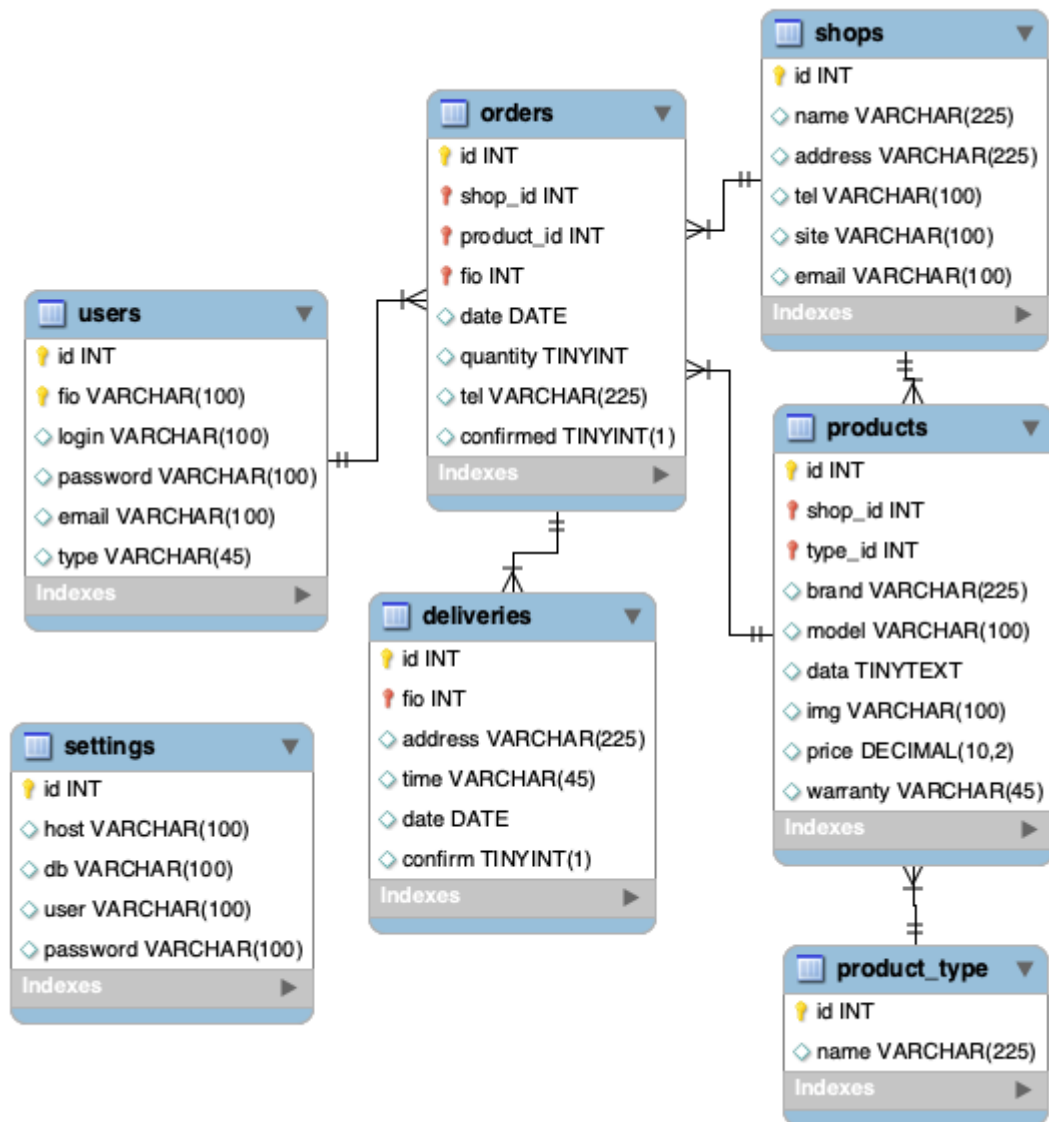 shops
id INT
name VARCHAR(225)
address VARCHAR(225)
tel VARCHAR(100)
site VARCHAR(100)
email VARCHAR(100)
Indexes
orders
id INT
shop_id INT
product_id INT
fio INT
date DATE
quantity TINYINT
tel VARCHAR(225)
confirmed TINYINT(1)
Indexes
users
id INT
fio VARCHAR(100)
login VARCHAR(100)
password VARCHAR(100)
email VARCHAR(100)
type VARCHAR(45)
Indexes
products
id INT
shop_id INT
type_id INT
brand VARCHAR(225)
model VARCHAR(100)
data TINYTEXT
img VARCHAR(100)
price DECIMAL(10,2)
warranty VARCHAR(45)
Indexes
deliveries
id INT
fio INT
address VARCHAR(225)
time VARCHAR(45)
date DATE
confirm TINYINT(1)
Indexes
settings
id INT
host VARCHAR(100)
db VARCHAR(100)
user VARCHAR(100)
password VARCHAR(100)
Indexes
product_type
id INT
name VARCHAR(225)
Indexes